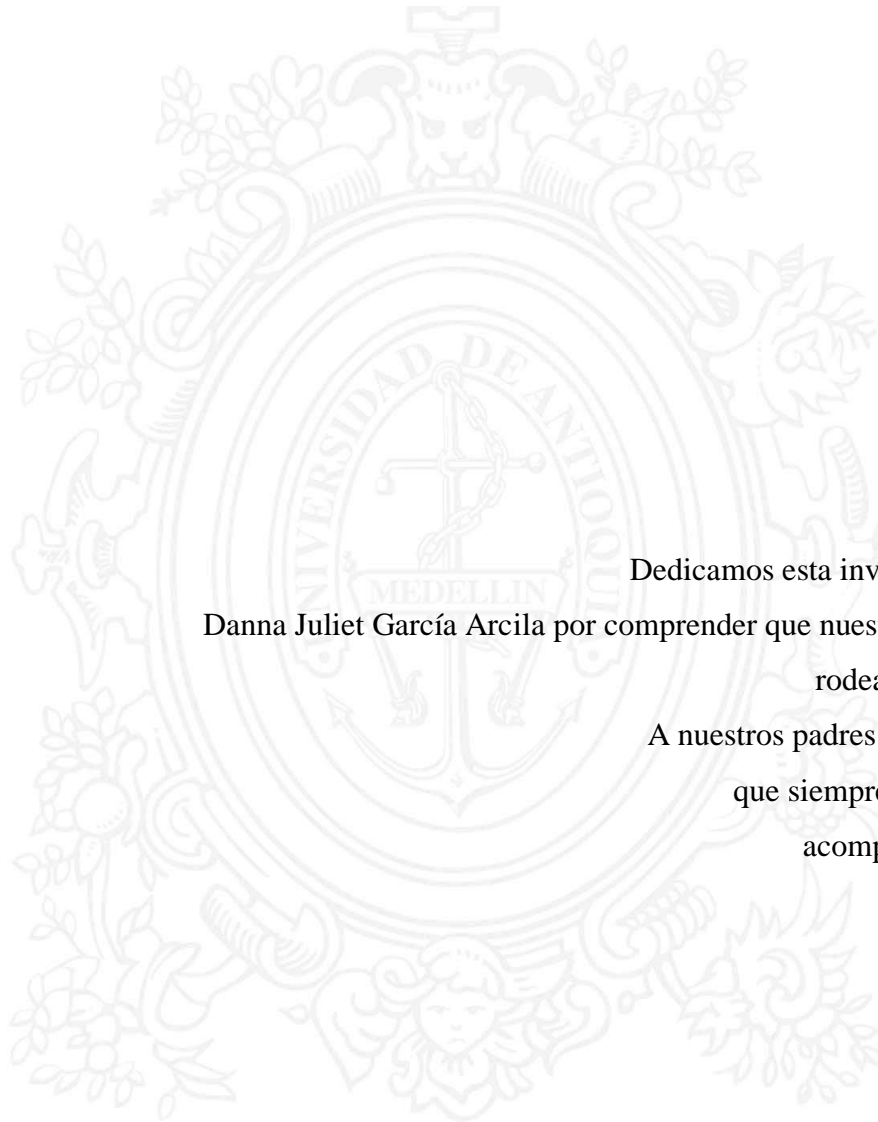 UNIVERSIDAD DE ANTIOQUI
MEDELLIN
Dedicamos esta inv
Danna Juliet García Arcila por comprender que nues
rodea
A nuestros padres
que siempre
acomp